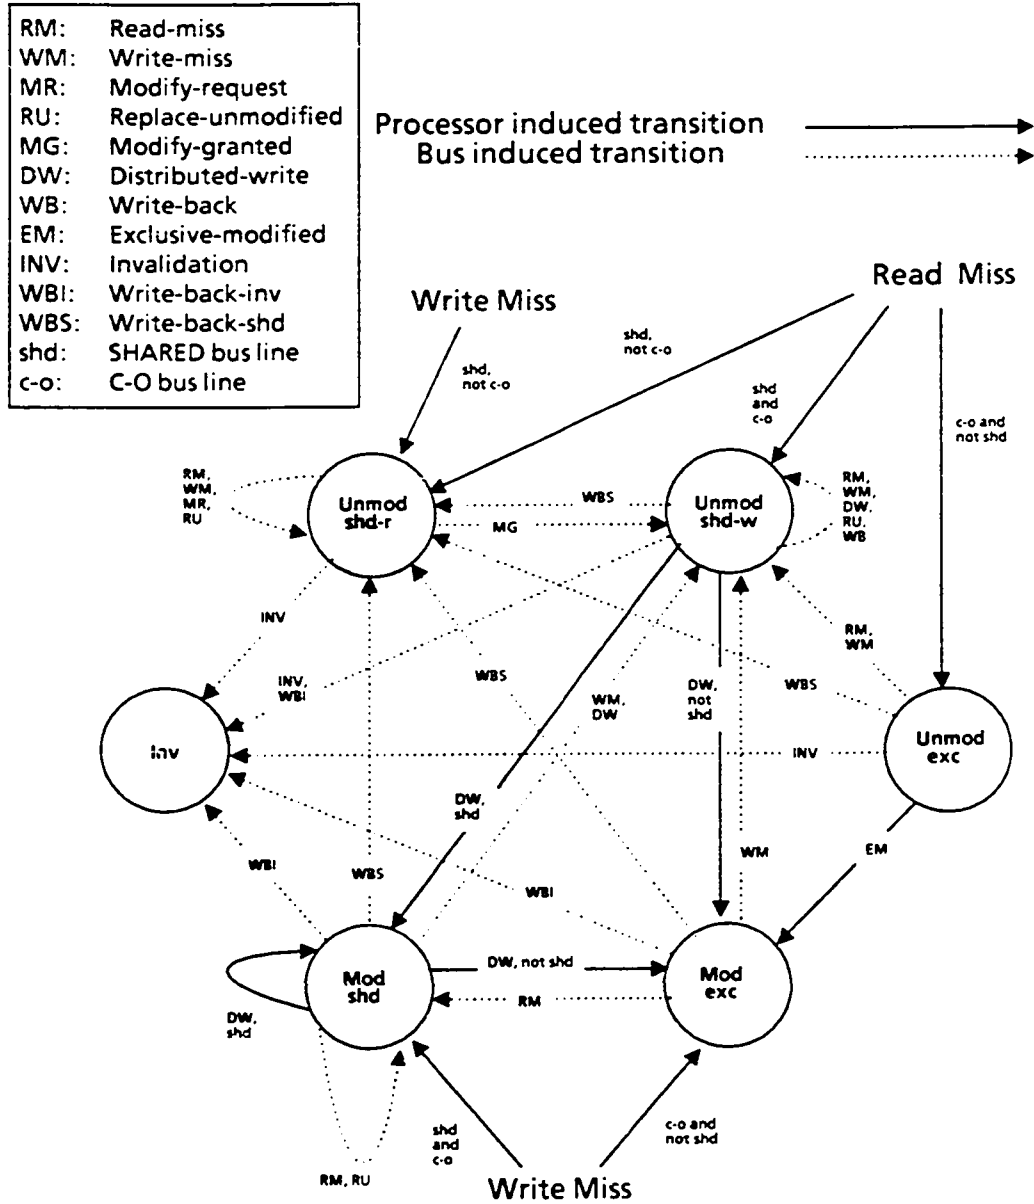 RM: Read-miss
WM: Write-miss
MR: Modify-request
RU: Replace-unmodified
MG: Modify-granted
DW: Distributed-write
WB: Write-back
EM: Exclusive-modified
INV: Invalidation
WBI: Write-back-inv
WBS: Write-back-shd
shd: SHARED bus line
c-o: C-O bus line
Processor induced transition
Bus induced transition
Write Miss
Read Miss
shd,
not c-o
shd,
not c-o
shd
and
c-o
c-o and
not shd
RM,
WM,
MR,
RU
Unmod
shd-r
WBS
MG
Unmod
shd-w
RM,
WM,
DW,
RU,
WB
INV
INV,
WBI
WBS
WM,
DW
DW,
not
shd
RM,
WM
WBS
Inv
INV
Unmod
exc
DW,
shd
WBI
WBS
WBI
WM
EM
Mod
shd
DW, not shd
RM
Mod
exc
DW,
shd
RM, RU
shd
and
c-o
c-o and
not shd
Write Miss